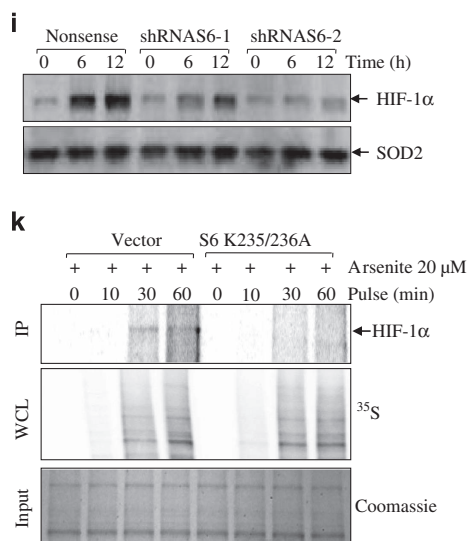 i
Nonsense shRNAS6-1 shRNAS6-2
0 6 12 0 6 12 0 6 12 Time (h)
HIF-1α
SOD2
k
Vector S6 K235/236A
+ + + + + + + + Arsenite 20 μM
0 10 30 60 0 10 30 60 Pulse (min)
IP
HIF-1α
WCL
³⁵S
Input
Coomassie